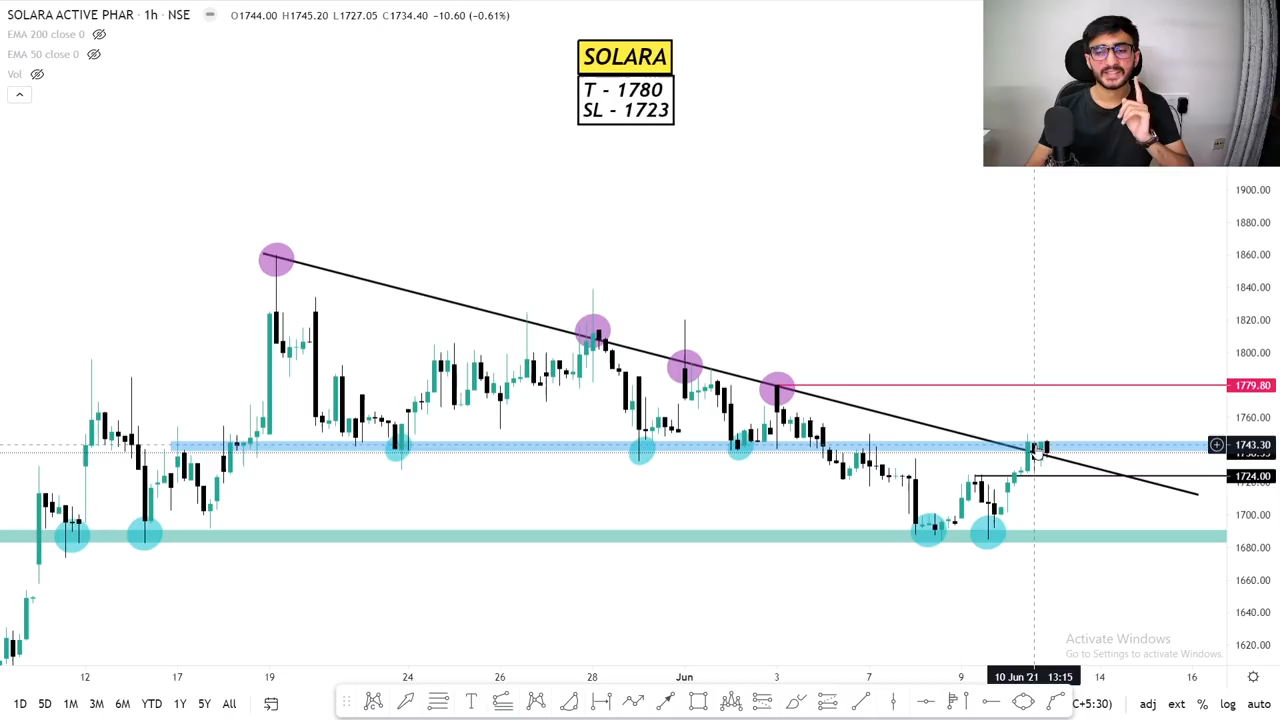 SOLARA ACTIVE PHAR · 1h · NSE O1744.00 H1745.20 L1727.05 C1734.40 -10.60 (-0.61%)
EMA 200 close 0
EMA 50 close 0
Vol
SOLARA
T - 1780
SL - 1723
1900.00
1880.00
1860.00
1840.00
1820.00
1800.00
1779.80
1760.00
1743.30
1724.00
1700.00
1680.00
1660.00
1640.00
1620.00
Activate Windows
Go to Settings to activate Windows.
12 17 19 24 26 28 Jun 3 7 9 10 Jun '21 13:15 14 16
1D 5D 1M 3M 6M YTD 1Y 5Y All T C+5:30) adj ext % log auto